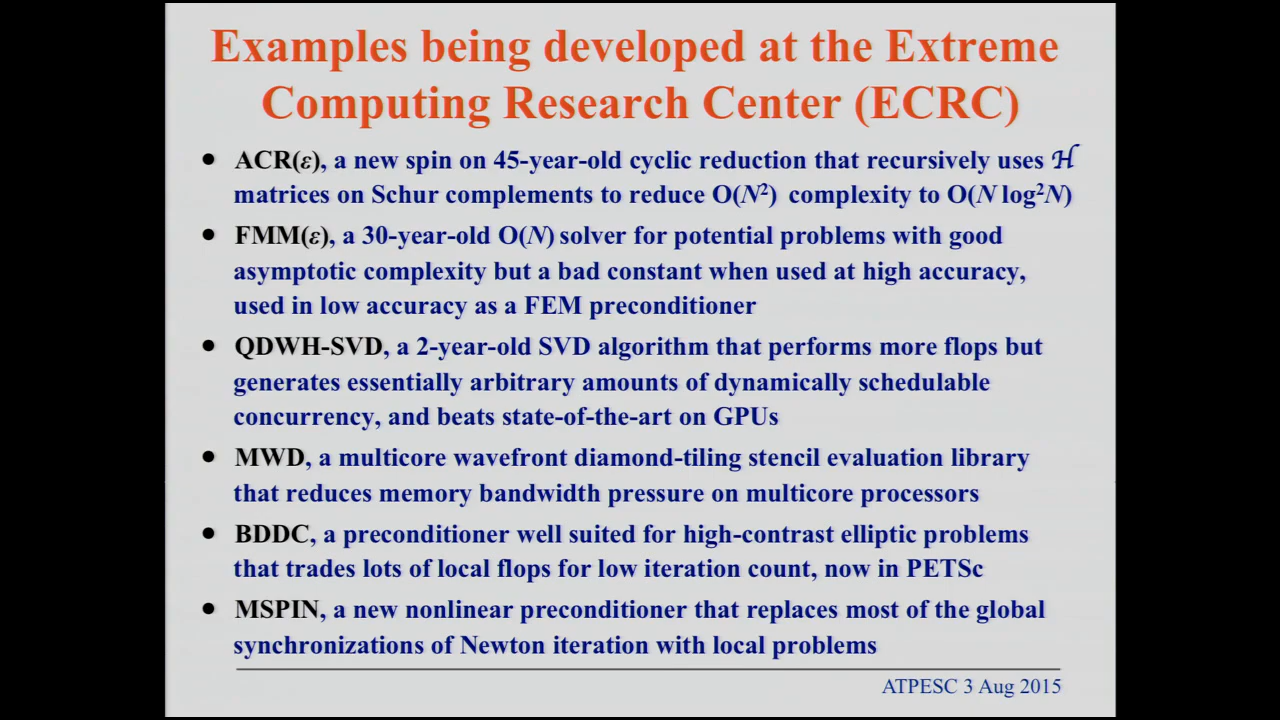 Examples being developed at the Extreme
Computing Research Center (ECRC)
• ACR(ε), a new spin on 45-year-old cyclic reduction that recursively uses ℋ
matrices on Schur complements to reduce O(N²) complexity to O(N log²N)
• FMM(ε), a 30-year-old O(N) solver for potential problems with good
asymptotic complexity but a bad constant when used at high accuracy,
used in low accuracy as a FEM preconditioner
• QDWH-SVD, a 2-year-old SVD algorithm that performs more flops but
generates essentially arbitrary amounts of dynamically schedulable
concurrency, and beats state-of-the-art on GPUs
• MWD, a multicore wavefront diamond-tiling stencil evaluation library
that reduces memory bandwidth pressure on multicore processors
• BDDC, a preconditioner well suited for high-contrast elliptic problems
that trades lots of local flops for low iteration count, now in PETSc
• MSPIN, a new nonlinear preconditioner that replaces most of the global
synchronizations of Newton iteration with local problems
ATPESC 3 Aug 2015